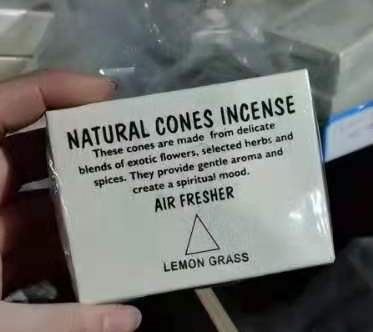 NATURAL CONES INCENSE
These cones are made from delicate
blends of exotic flowers, selected herbs and
spices. They provide gentle aroma and
create a spiritual mood.
AIR FRESHER
LEMON GRASS